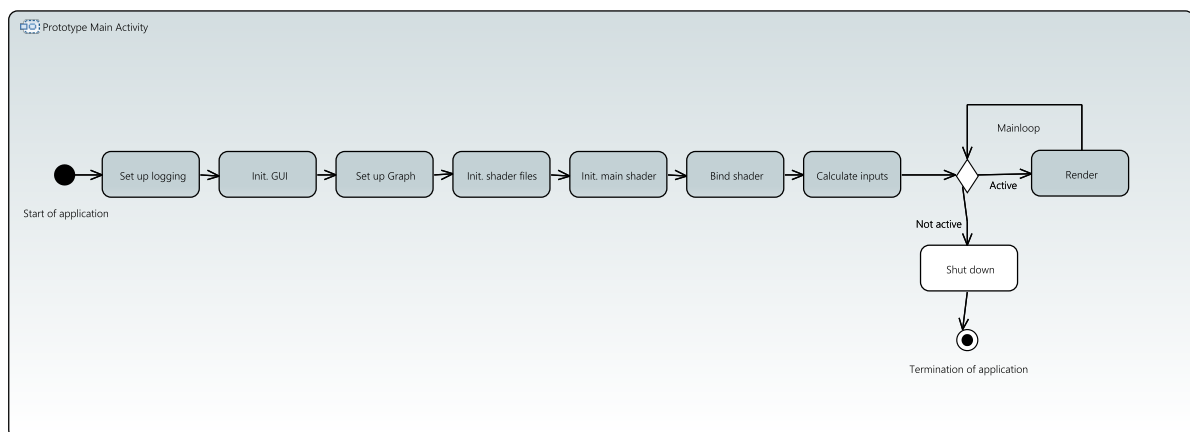 Prototype Main Activity
Mainloop
Set up logging
Init. GUI
Set up Graph
Init. shader files
Init. main shader
Bind shader
Calculate inputs
Active
Render
Start of application
Not active
Shut down
Termination of application